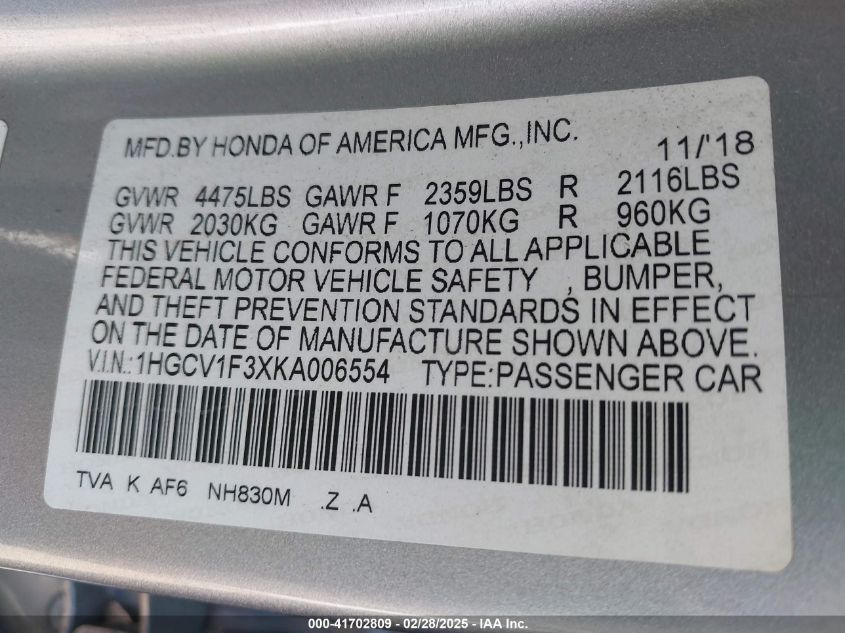 MFD.BY HONDA OF AMERICA MFG.,INC. 11/'18
GVWR 4475LBS GAWR F 2359LBS R 2116LBS
GVWR 2030KG GAWR F 1070KG R 960KG
THIS VEHICLE CONFORMS TO ALL APPLICABLE
FEDERAL MOTOR VEHICLE SAFETY , BUMPER,
AND THEFT PREVENTION STANDARDS IN EFFECT
ON THE DATE OF MANUFACTURE SHOWN ABOVE.
V.I.N.:1HGCV1F3XKA006554 TYPE:PASSENGER CAR
TVA K AF6 NH830M .Z .A
000-41702809 / 02/28/2025 - IAA Inc.